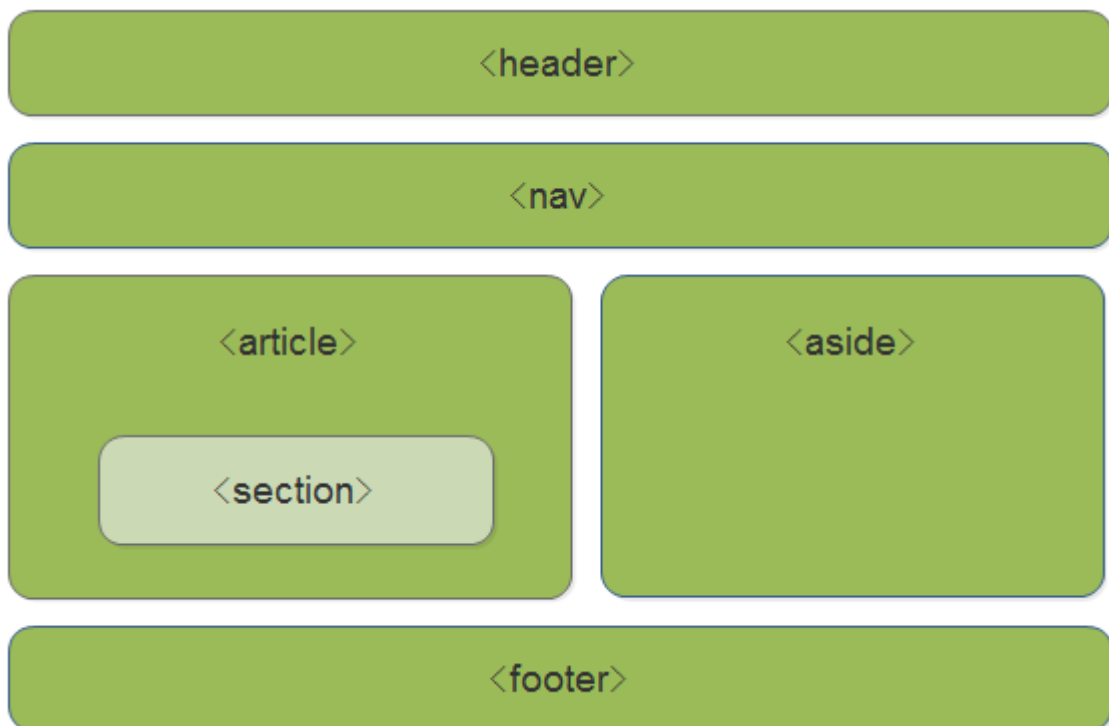 <header>
<nav>
<article>
<aside>
<section>
<footer>